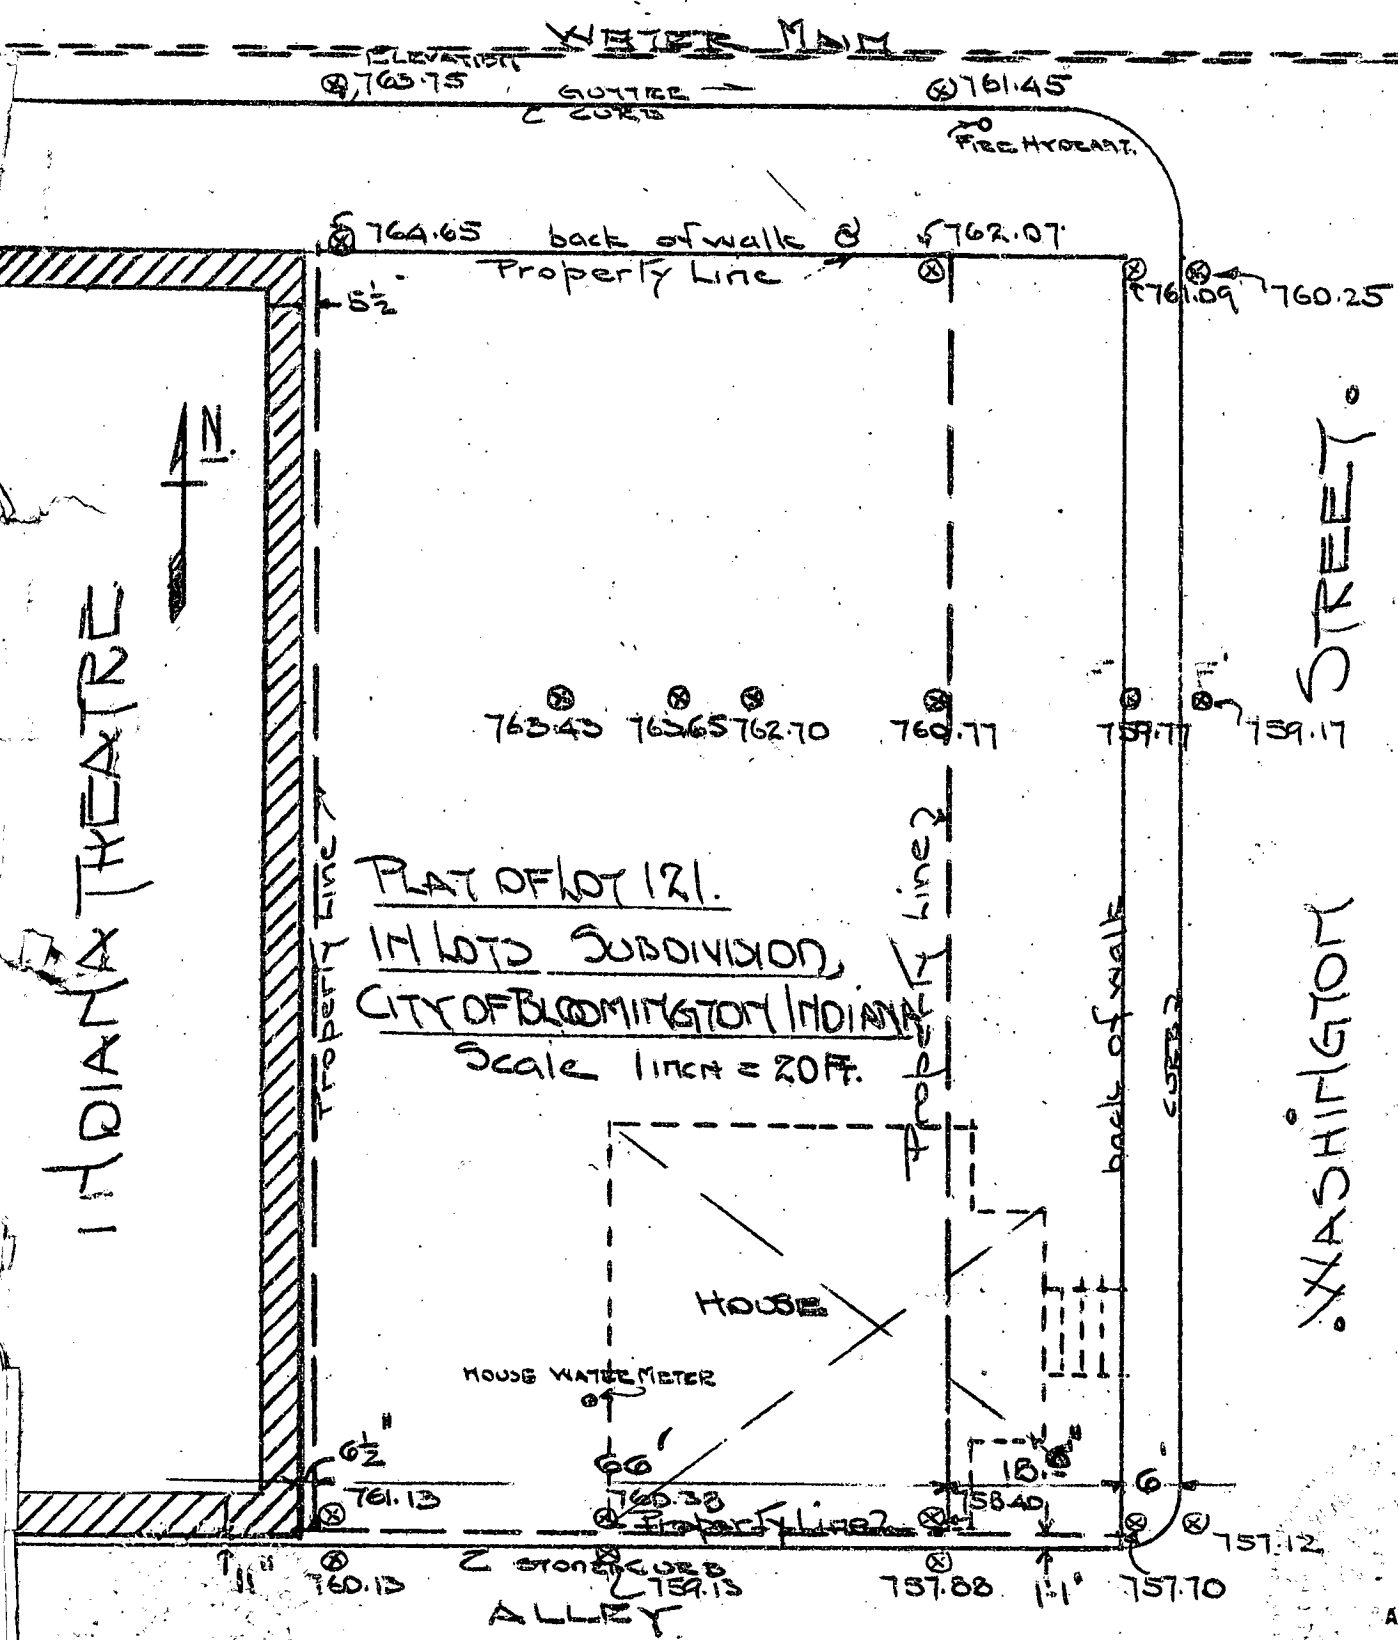 WATER MAIN
ELEVATION
763.75
GUTTER
761.45
CURB
FIRE HYDRANT.
764.65
back of walk @
762.07
Property Line
761.09
760.25
5½"
N.
STREET.
763.43
763.65
762.70
760.77
759.77
759.17
INDIANA THEATRE
Property Line
Property Line
PLAT OF LOT 121.
IN LOTS SUBDIVISION,
CITY OF BLOOMINGTON INDIANA
Scale 1 inch = 20 FT.
back of walk
CURB
WASHINGTON
HOUSE
HOUSE WATER METER
6½"
66'
18.
6'
761.13
760.38
758.40
Property Line
757.12
11"
760.13
STONE CURB
759.13
757.88
1'-1"
757.70
ALLEY
A